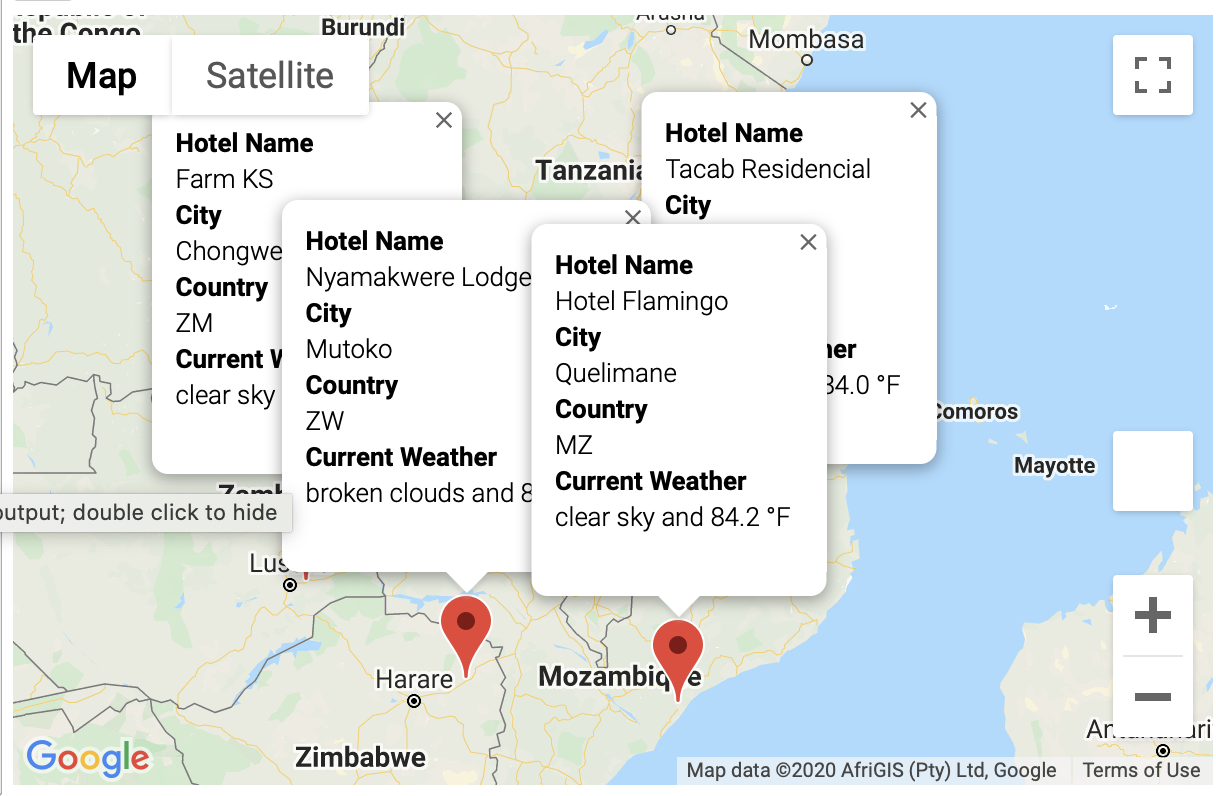 the Congo
Burundi
Arusha
Mombasa
Map
Satellite
Tanzania
Hotel Name
Farm KS
City
Chongwe
Country
ZM
Current W
clear sky
Hotel Name
Nyamakwere Lodge
City
Mutoko
Country
ZW
Current Weather
broken clouds and 8
Hotel Name
Hotel Flamingo
City
Quelimane
Country
MZ
Current Weather
clear sky and 84.2 °F
Hotel Name
Tacab Residencial
City
her
84.0 °F
Comoros
Mayotte
output; double click to hide
Lus
Harare
Mozambique
Zimbabwe
Google
Map data ©2020 AfriGIS (Pty) Ltd, Google
Terms of Use